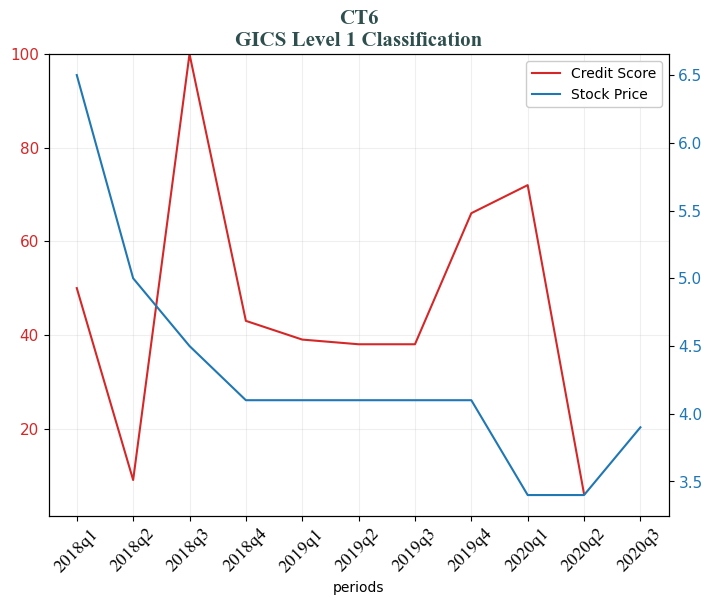 CT6
GICS Level 1 Classification
Credit Score
Stock Price
100
80
60
40
20
6.5
6.0
5.5
5.0
4.5
4.0
3.5
2018q1
2018q2
2018q3
2018q4
2019q1
2019q2
2019q3
2019q4
2020q1
2020q2
2020q3
periods